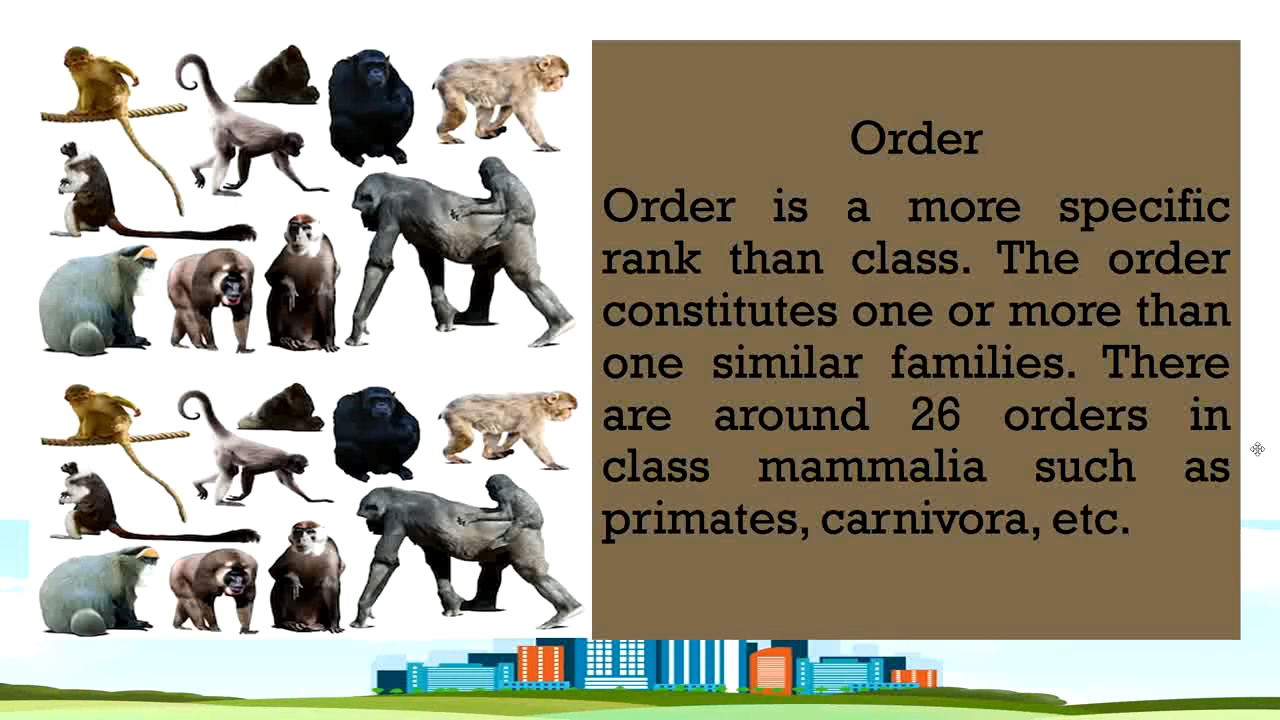 Order
Order is a more specific
rank than class. The order
constitutes one or more than
one similar families. There
are around 26 orders in
class mammalia such as
primates, carnivora, etc.